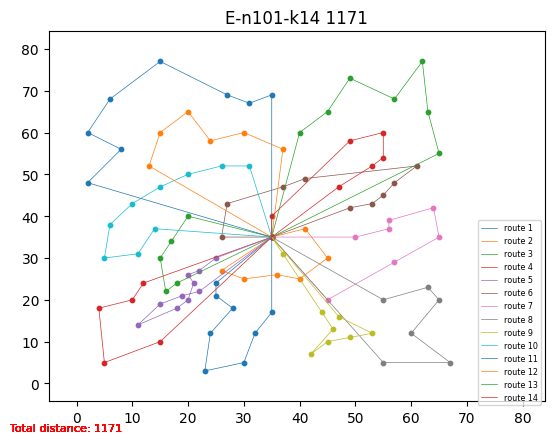 E-n101-k14 1171
80
70
60
50
40
30
20
10
0
route 1
route 2
route 3
route 4
route 5
route 6
route 7
route 8
route 9
route 10
route 11
route 12
route 13
route 14
0 10 20 30 40 50 60 70 80
Total distance: 1171